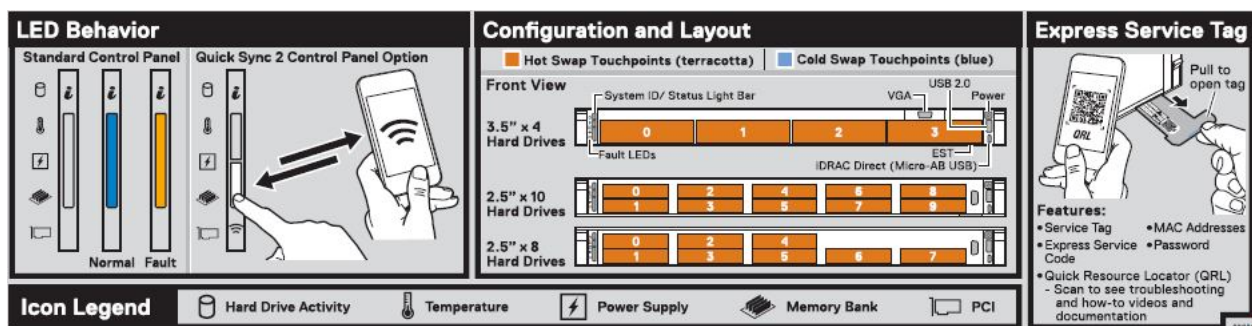 LED Behavior
Standard Control Panel
Quick Sync 2 Control Panel Option
i
i
i
i
Normal
Fault
Configuration and Layout
Hot Swap Touchpoints (terracotta)
Cold Swap Touchpoints (blue)
Front View
System ID/ Status Light Bar
VGA
USB 2.0
Power
3.5" x 4
Hard Drives
0
1
2
3
Fault LEDs
EST
iDRAC Direct (Micro-AB USB)
2.5" x 10
Hard Drives
0
2
4
6
8
1
3
5
7
9
2.5" x 8
Hard Drives
0
2
4
1
3
5
6
7
Express Service Tag
Pull to
open tag
QRL
Features:
•Service Tag
•MAC Addresses
•Express Service
Code
•Password
•Quick Resource Locator (QRL)
- Scan to see troubleshooting
and how-to videos and
documentation
Icon Legend
Hard Drive Activity
Temperature
Power Supply
Memory Bank
PCI